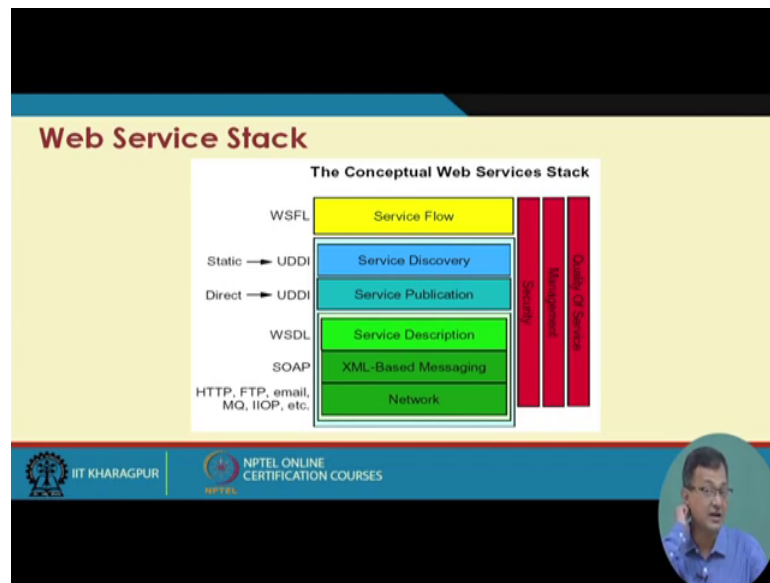 Web Service Stack
The Conceptual Web Services Stack
WSFL
Service Flow
Static UDDI
Service Discovery
Direct UDDI
Service Publication
WSDL
Service Description
SOAP
XML-Based Messaging
HTTP, FTP, email,
MQ, IIOP, etc.
Network
Security
Management
Quality Of Service
IIT KHARAGPUR
NPTEL
NPTEL ONLINE
CERTIFICATION COURSES